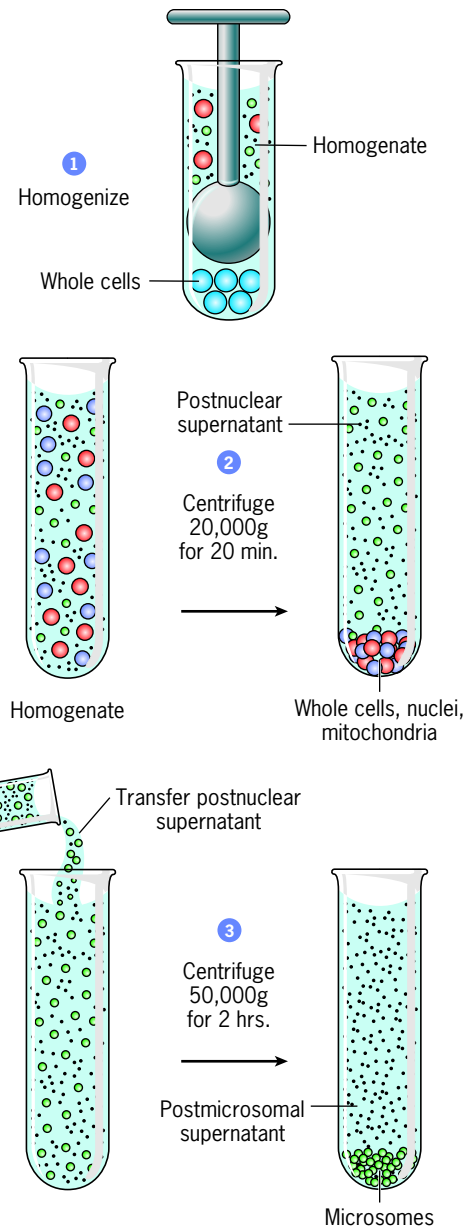 1
Homogenize
Homogenate
Whole cells
Postnuclear
supernatant
2
Centrifuge
20,000g
for 20 min.
Homogenate
Whole cells, nuclei,
mitochondria
Transfer postnuclear
supernatant
3
Centrifuge
50,000g
for 2 hrs.
Postmicrosomal
supernatant
Microsomes